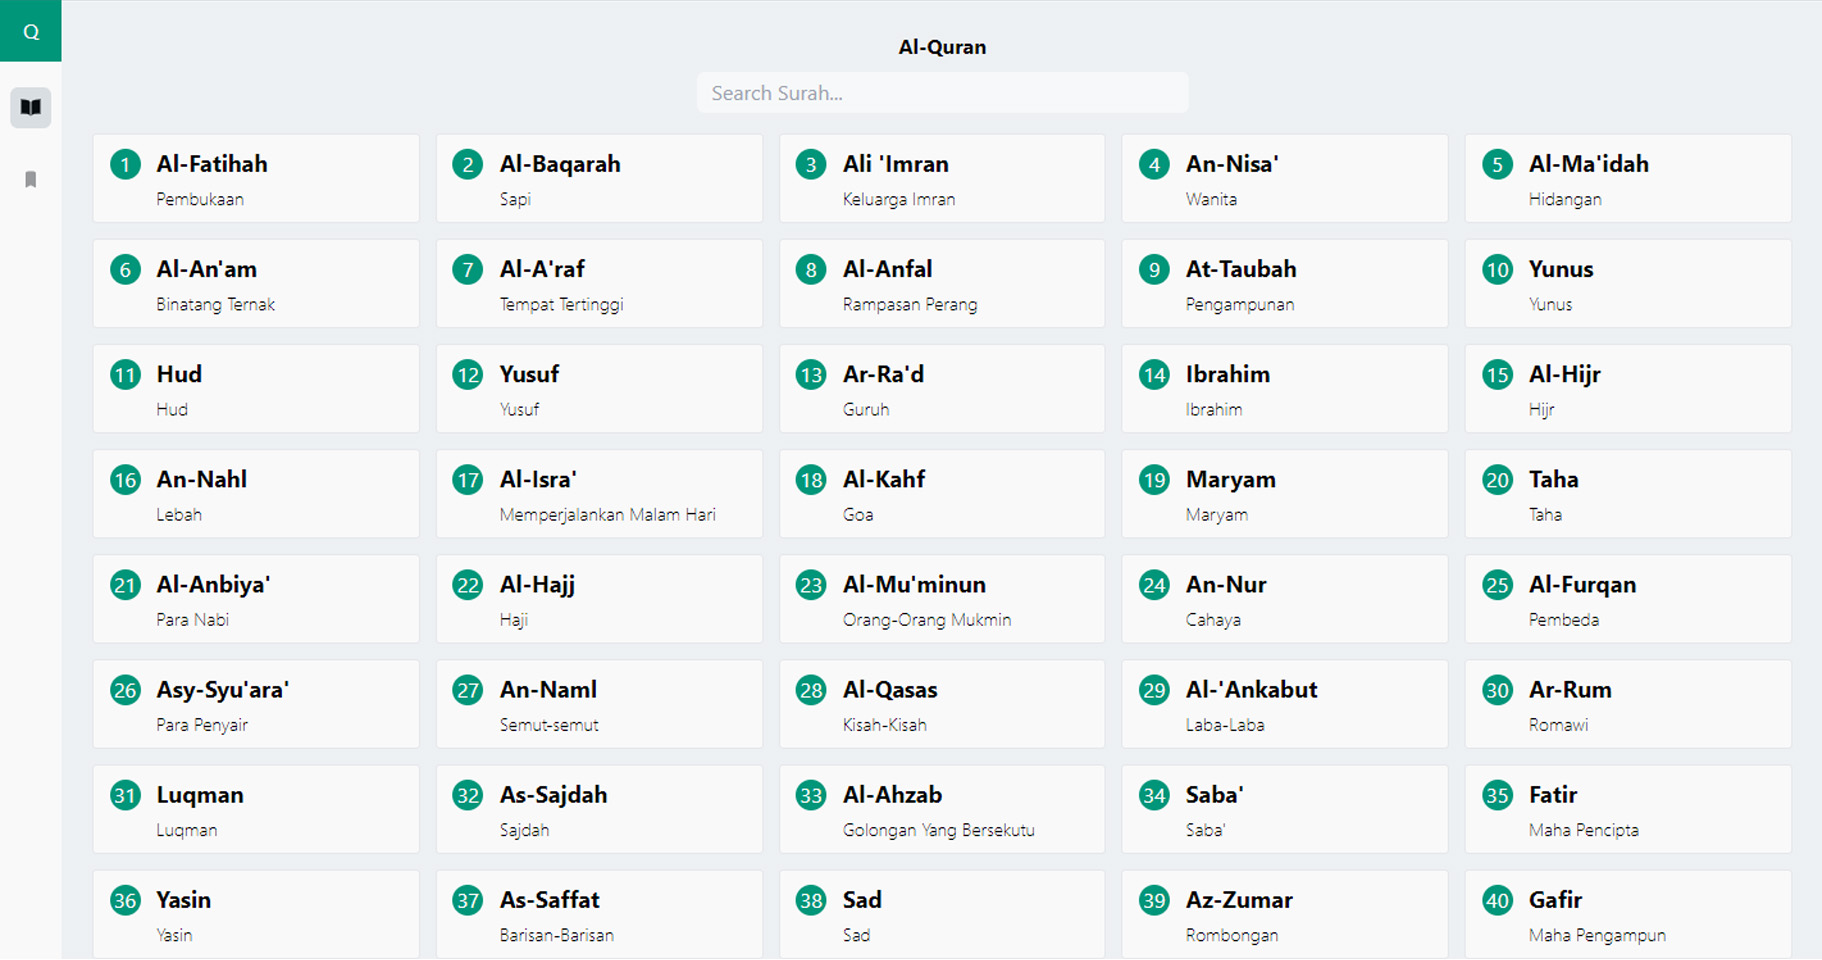 Q
Al-Quran
Search Surah...
1 Al-Fatihah
Pembukaan
2 Al-Baqarah
Sapi
3 Ali 'Imran
Keluarga Imran
4 An-Nisa'
Wanita
5 Al-Ma'idah
Hidangan
6 Al-An'am
Binatang Ternak
7 Al-A'raf
Tempat Tertinggi
8 Al-Anfal
Rampasan Perang
9 At-Taubah
Pengampunan
10 Yunus
Yunus
11 Hud
Hud
12 Yusuf
Yusuf
13 Ar-Ra'd
Guruh
14 Ibrahim
Ibrahim
15 Al-Hijr
Hijr
16 An-Nahl
Lebah
17 Al-Isra'
Memperjalankan Malam Hari
18 Al-Kahf
Goa
19 Maryam
Maryam
20 Taha
Taha
21 Al-Anbiya'
Para Nabi
22 Al-Hajj
Haji
23 Al-Mu'minun
Orang-Orang Mukmin
24 An-Nur
Cahaya
25 Al-Furqan
Pembeda
26 Asy-Syu'ara'
Para Penyair
27 An-Naml
Semut-semut
28 Al-Qasas
Kisah-Kisah
29 Al-'Ankabut
Laba-Laba
30 Ar-Rum
Romawi
31 Luqman
Luqman
32 As-Sajdah
Sajdah
33 Al-Ahzab
Golongan Yang Bersekutu
34 Saba'
Saba'
35 Fatir
Maha Pencipta
36 Yasin
Yasin
37 As-Saffat
Barisan-Barisan
38 Sad
Sad
39 Az-Zumar
Rombongan
40 Gafir
Maha Pengampun